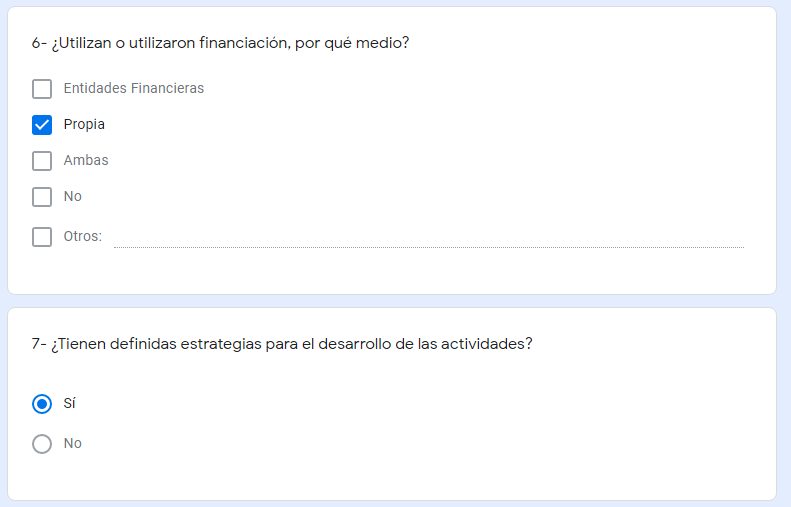 6- ¿Utilizan o utilizaron financiación, por qué medio?
Entidades Financieras
Propia
Ambas
No
Otros:
7- ¿Tienen definidas estrategias para el desarrollo de las actividades?
Sí
No